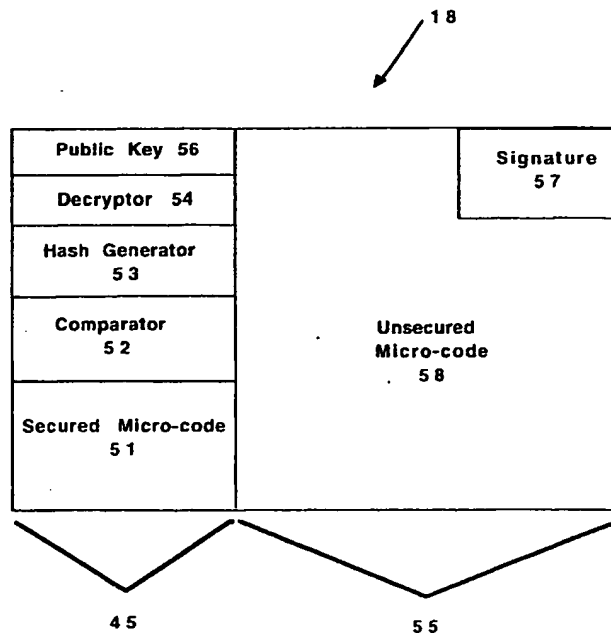 18
Public Key 56
Decryptor 54
Hash Generator
53
Comparator
52
Secured Micro-code
51
Signature
57
Unsecured
Micro-code
58
45
55